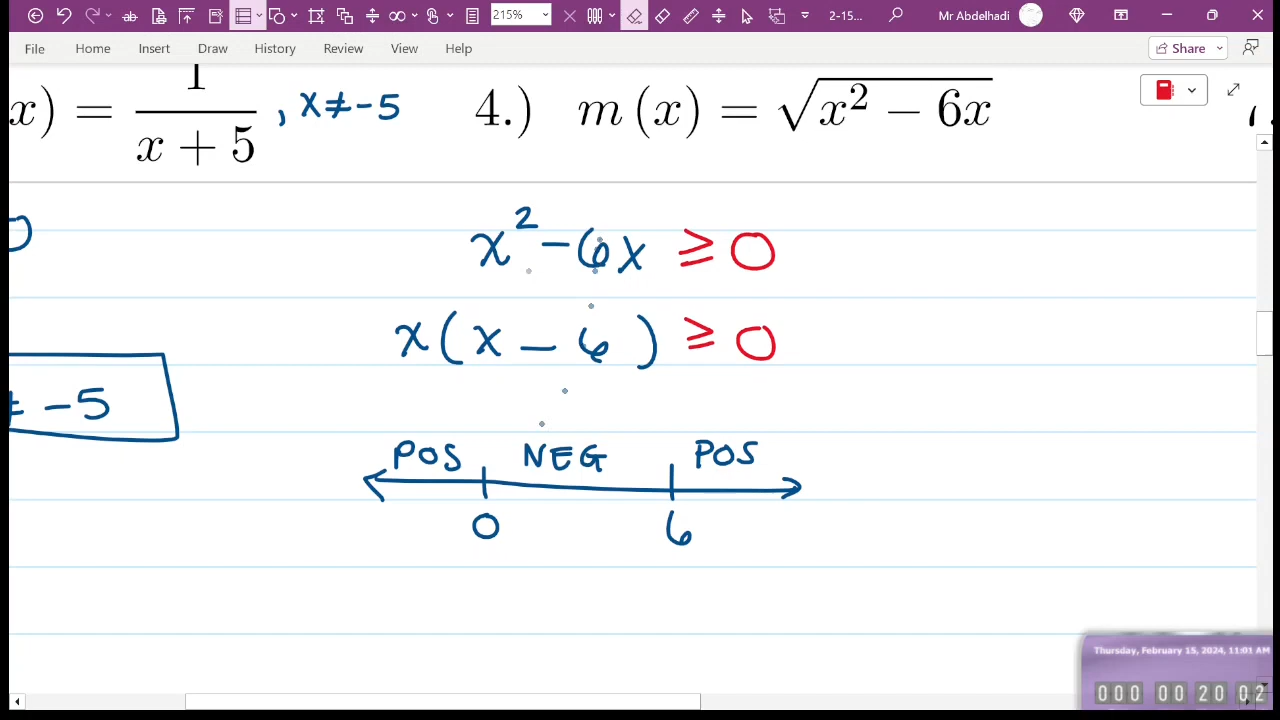 215%
2-15...
Mr Abdelhadi
File Home Insert Draw History Review View Help
Share
x) = 1/(x + 5) , x ≠ -5
4.) m (x) = √(x² − 6x)
x² - 6x ≥ 0
x(x - 6) ≥ 0
≠ -5
POS NEG POS
0 6
Thursday, February 15, 2024, 11:01 AM
000 00 20 02